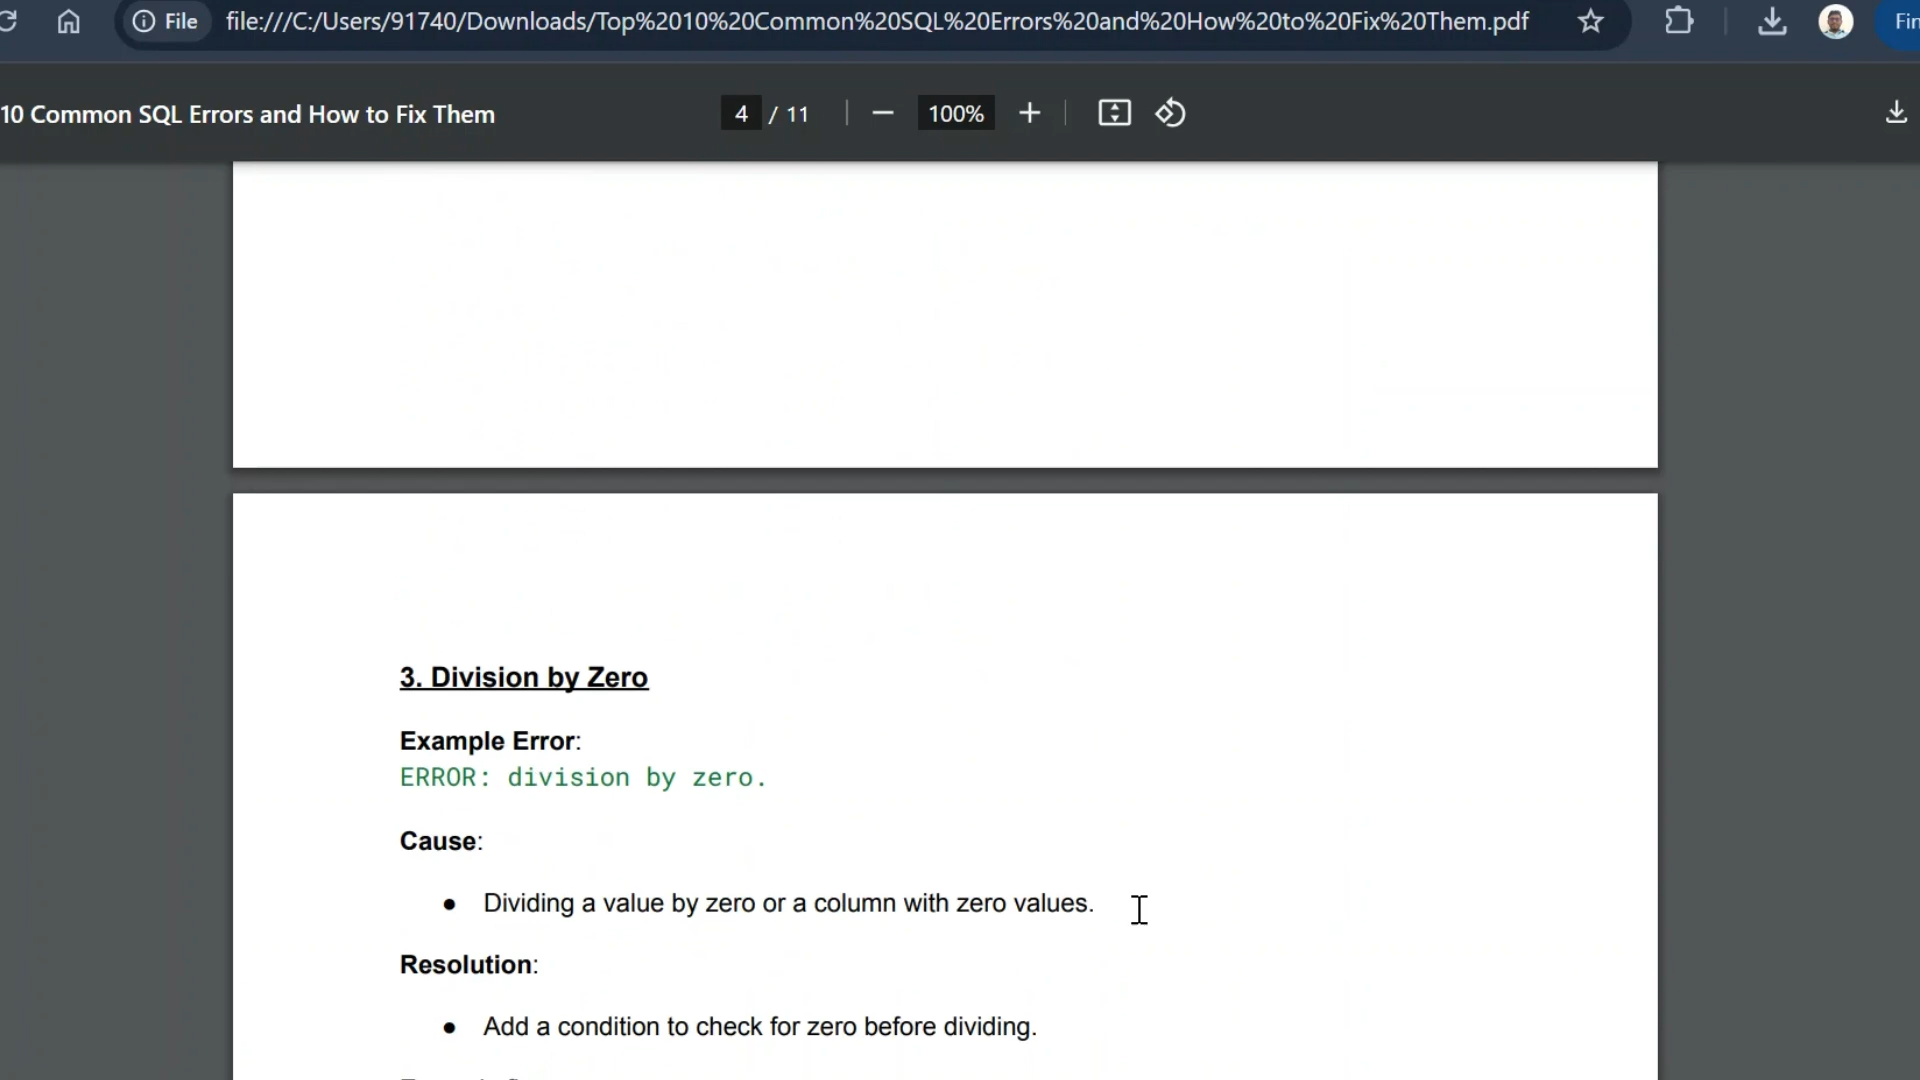 File file:///C:/Users/91740/Downloads/Top%2010%20Common%20SQL%20Errors%20and%20How%20to%20Fix%20Them.pdf
10 Common SQL Errors and How to Fix Them 4 / 11 100%
3. Division by Zero
Example Error:
ERROR: division by zero.
Cause:
● Dividing a value by zero or a column with zero values.
Resolution:
● Add a condition to check for zero before dividing.